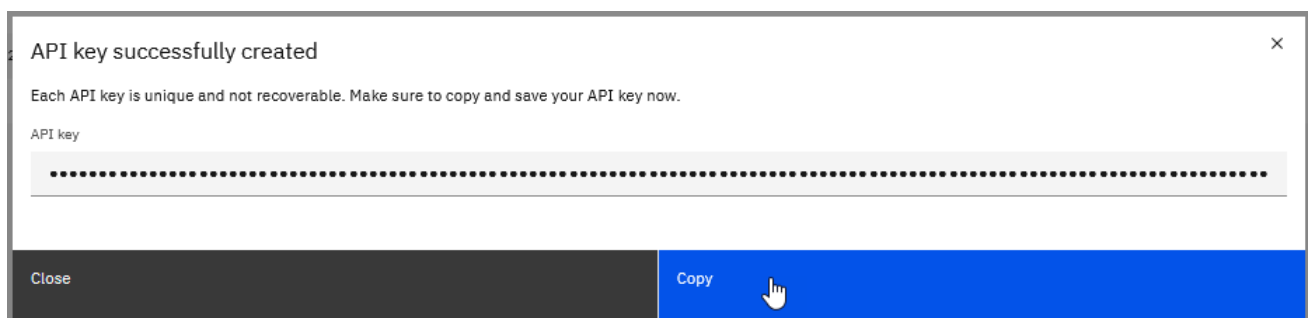 API key successfully created
Each API key is unique and not recoverable. Make sure to copy and save your API key now.
API key
Close
Copy